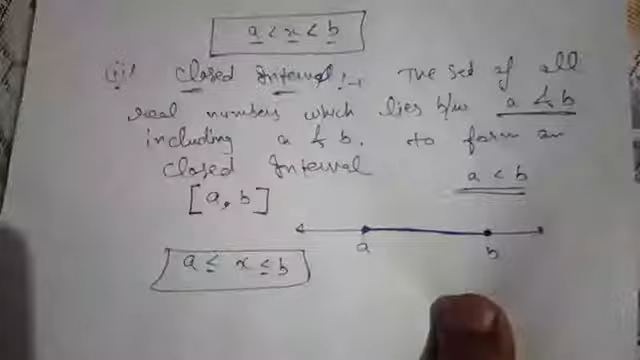 a < x < b
(ii) Closed Interval :- The set of all
real numbers which lies b/w a & b
including a & b. to form an
Closed Interval a < b
[a, b]
a b
a ≤ x ≤ b